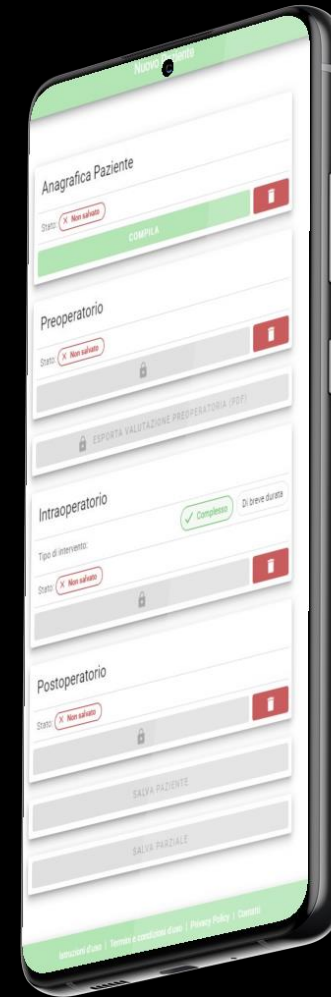 Nuovo Paziente
Anagrafica Paziente
Stato: × Non salvato
COMPILA
Preoperatorio
Stato: × Non salvato
ESPORTA VALUTAZIONE PREOPERATORIA (PDF)
Intraoperatorio
Tipo di intervento: ✓ Complesso Di breve durata
Stato: × Non salvato
Postoperatorio
Stato: × Non salvato
SALVA PAZIENTE
SALVA PARZIALE
Istruzioni d'uso | Termini e condizioni d'uso | Privacy Policy | Contatti